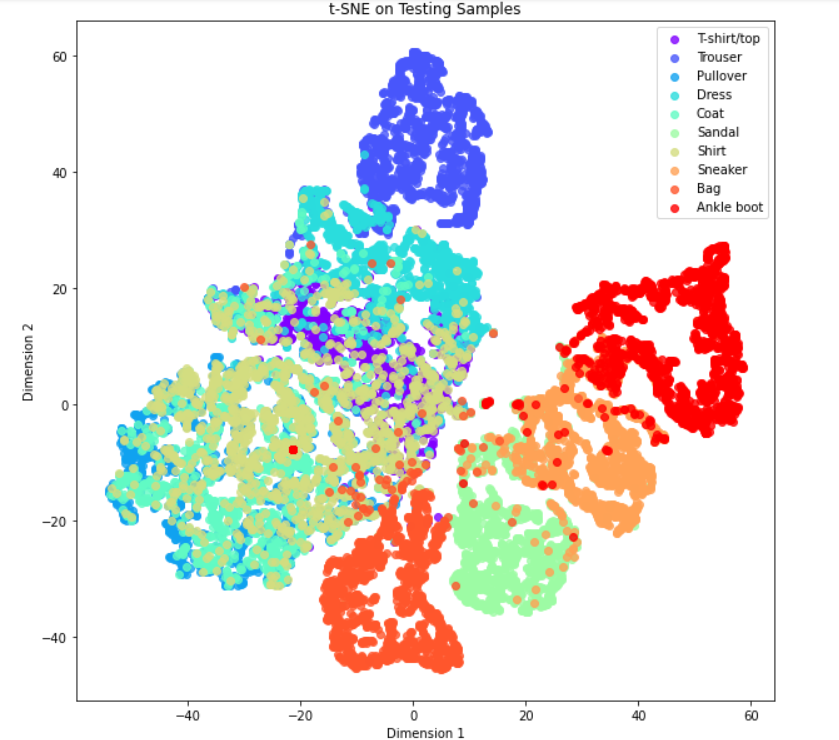 t-SNE on Testing Samples
T-shirt/top
Trouser
Pullover
Dress
Coat
Sandal
Shirt
Sneaker
Bag
Ankle boot
60
40
20
0
−20
−40
Dimension 2
−40 −20 0 20 40 60
Dimension 1